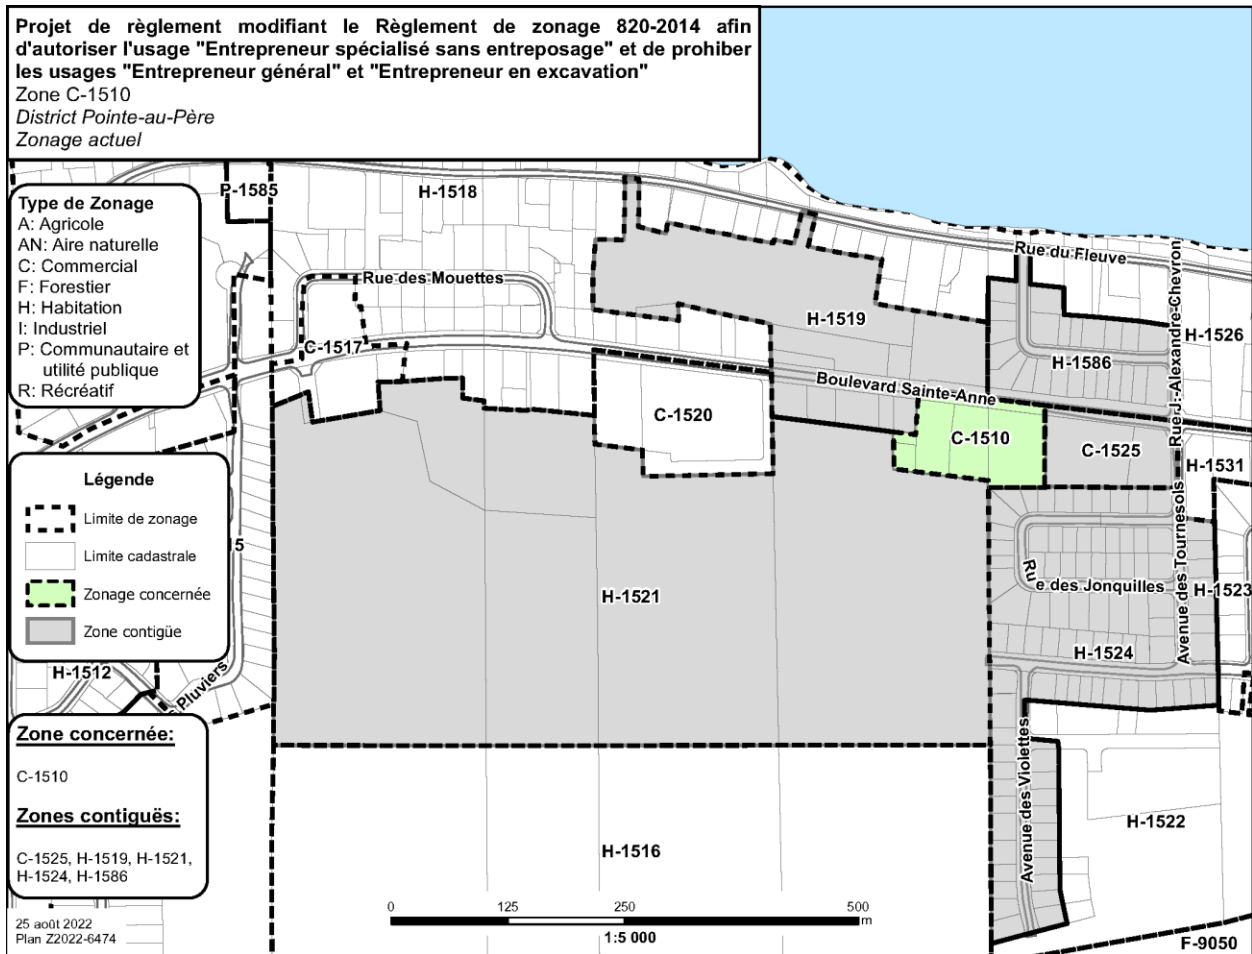 Projet de règlement modifiant le Règlement de zonage 820-2014 afin
d'autoriser l'usage "Entrepreneur spécialisé sans entreposage" et de prohiber
les usages "Entrepreneur général" et "Entrepreneur en excavation"
Zone C-1510
District Pointe-au-Père
Zonage actuel
Type de Zonage
A: Agricole
AN: Aire naturelle
C: Commercial
F: Forestier
H: Habitation
I: Industriel
P: Communautaire et
utilité publique
R: Récréatif
Légende
Limite de zonage
Limite cadastrale
Zonage concernée
Zone contigüe
Zone concernée:
C-1510
Zones contiguës:
C-1525, H-1519, H-1521,
H-1524, H-1586
25 août 2022
Plan Z2022-6474
P-1585
H-1518
Rue du Fleuve
Rue des Mouettes
H-1519
H-1526
C-1517
H-1586
Rue J.-Alexandre-Chevron
Boulevard Sainte-Anne
C-1520
C-1510
C-1525
H-1531
5
Rue des Jonquilles
Avenue des Tournesols
H-1523
H-1521
H-1524
H-1512
Pluviers
Avenue des Violettes
H-1522
H-1516
0 125 250 500
m
1:5 000
F-9050